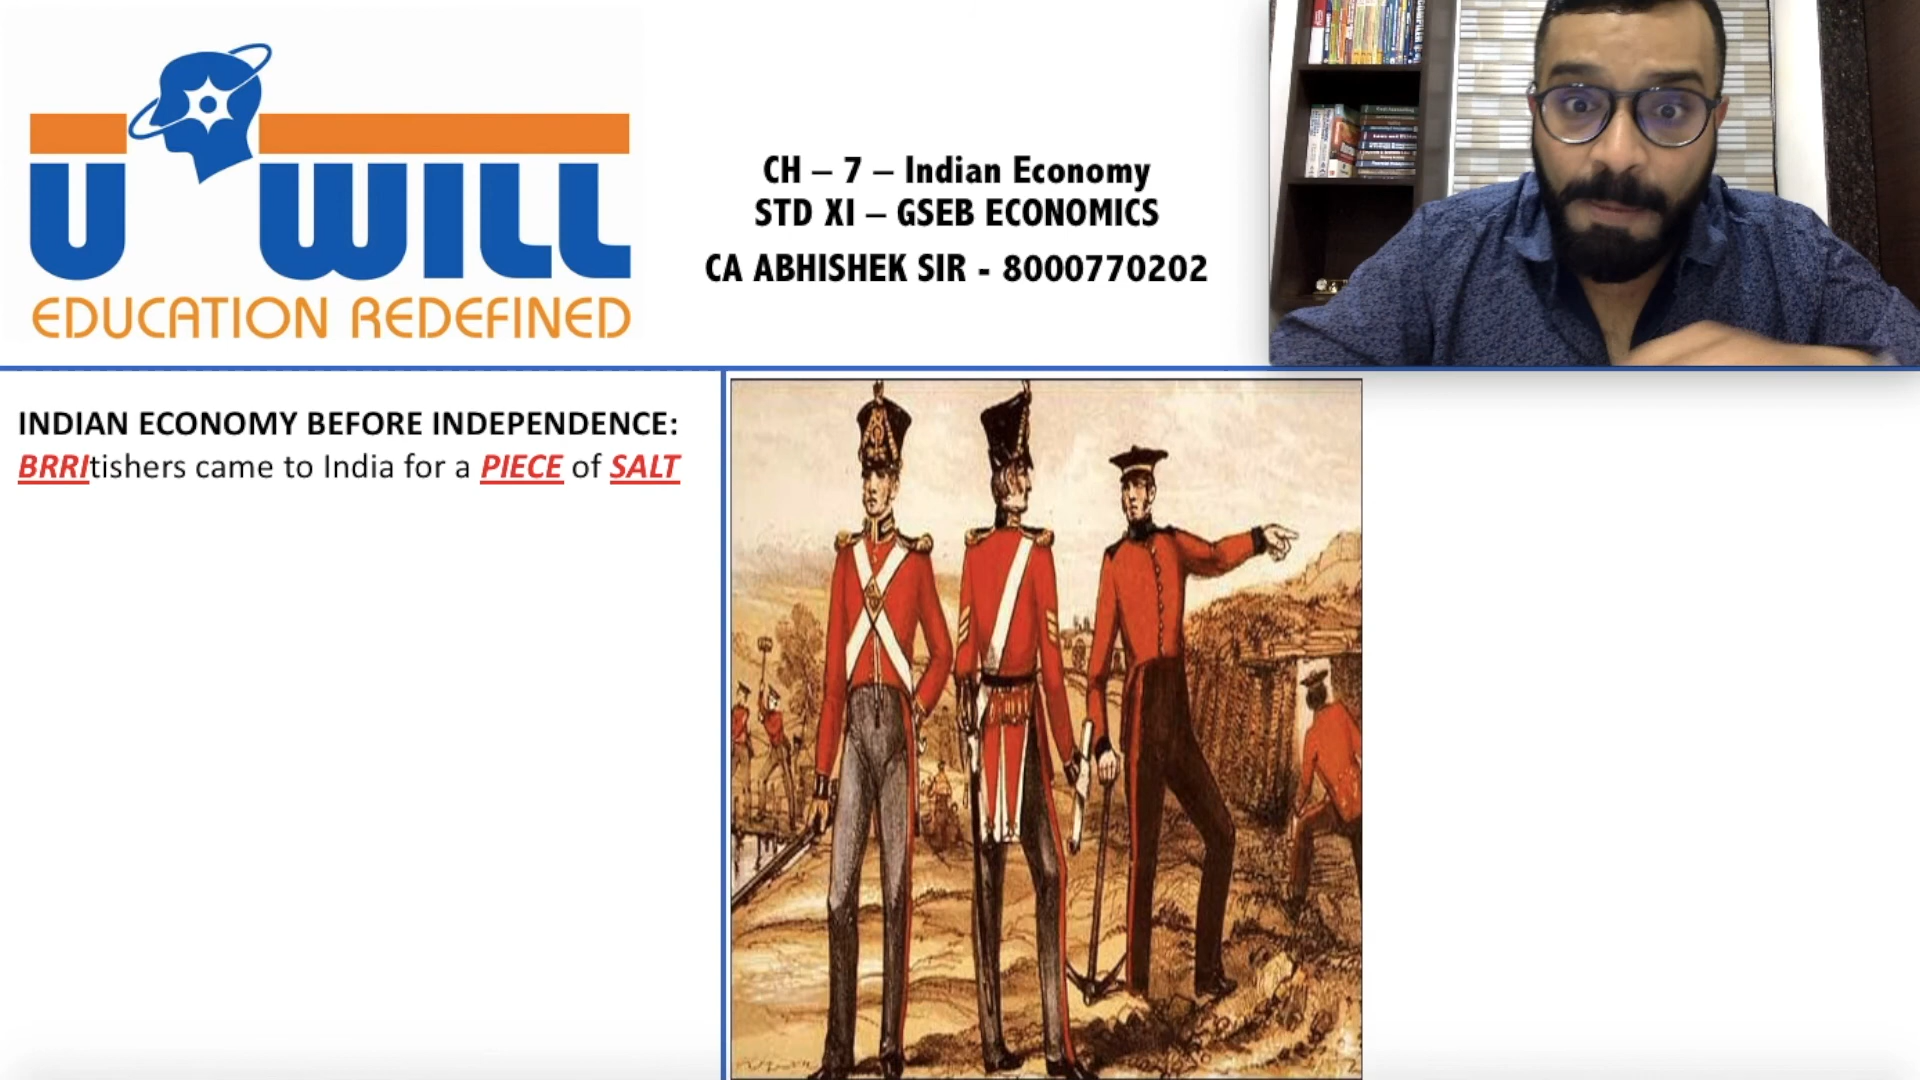 U WILL
EDUCATION REDEFINED
CH – 7 – Indian Economy
STD XI – GSEB ECONOMICS
CA ABHISHEK SIR - 8000770202
INDIAN ECONOMY BEFORE INDEPENDENCE:
BRRItishers came to India for a PIECE of SALT